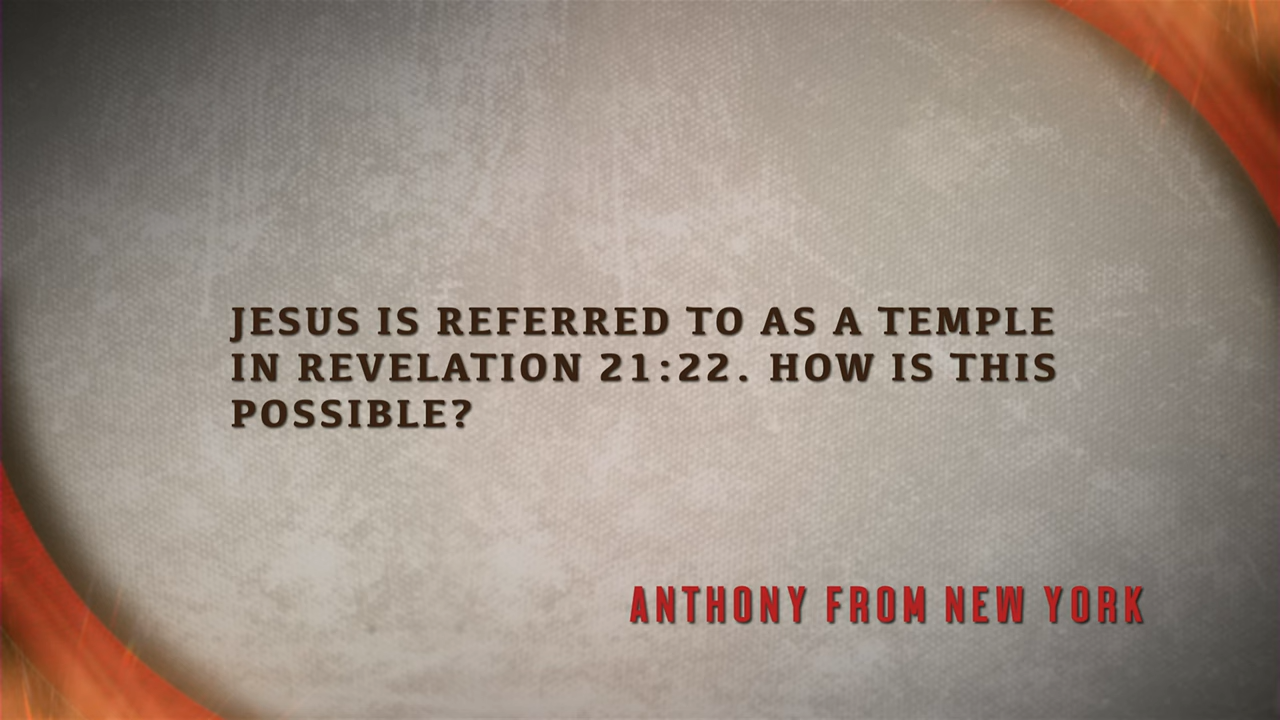 JESUS IS REFERRED TO AS A TEMPLE
IN REVELATION 21:22. HOW IS THIS
POSSIBLE?
ANTHONY FROM NEW YORK